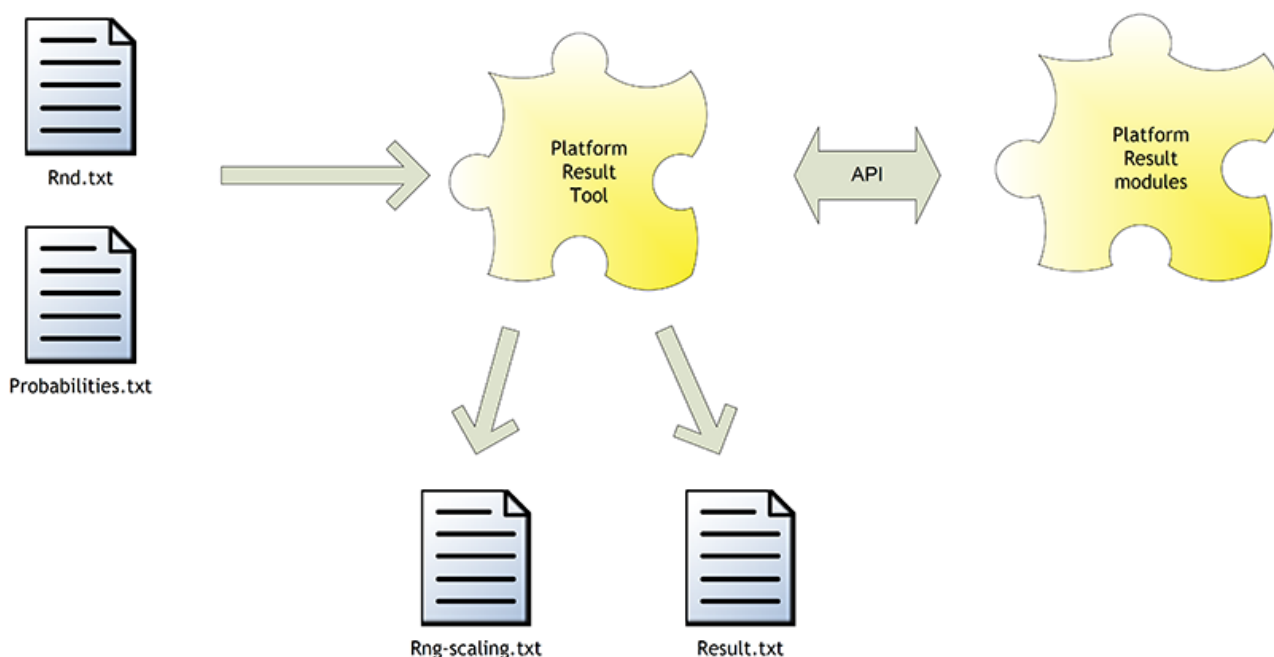 Rnd.txt
Probabilities.txt
Platform
Result
Tool
API
Platform
Result
modules
Rng-scaling.txt
Result.txt